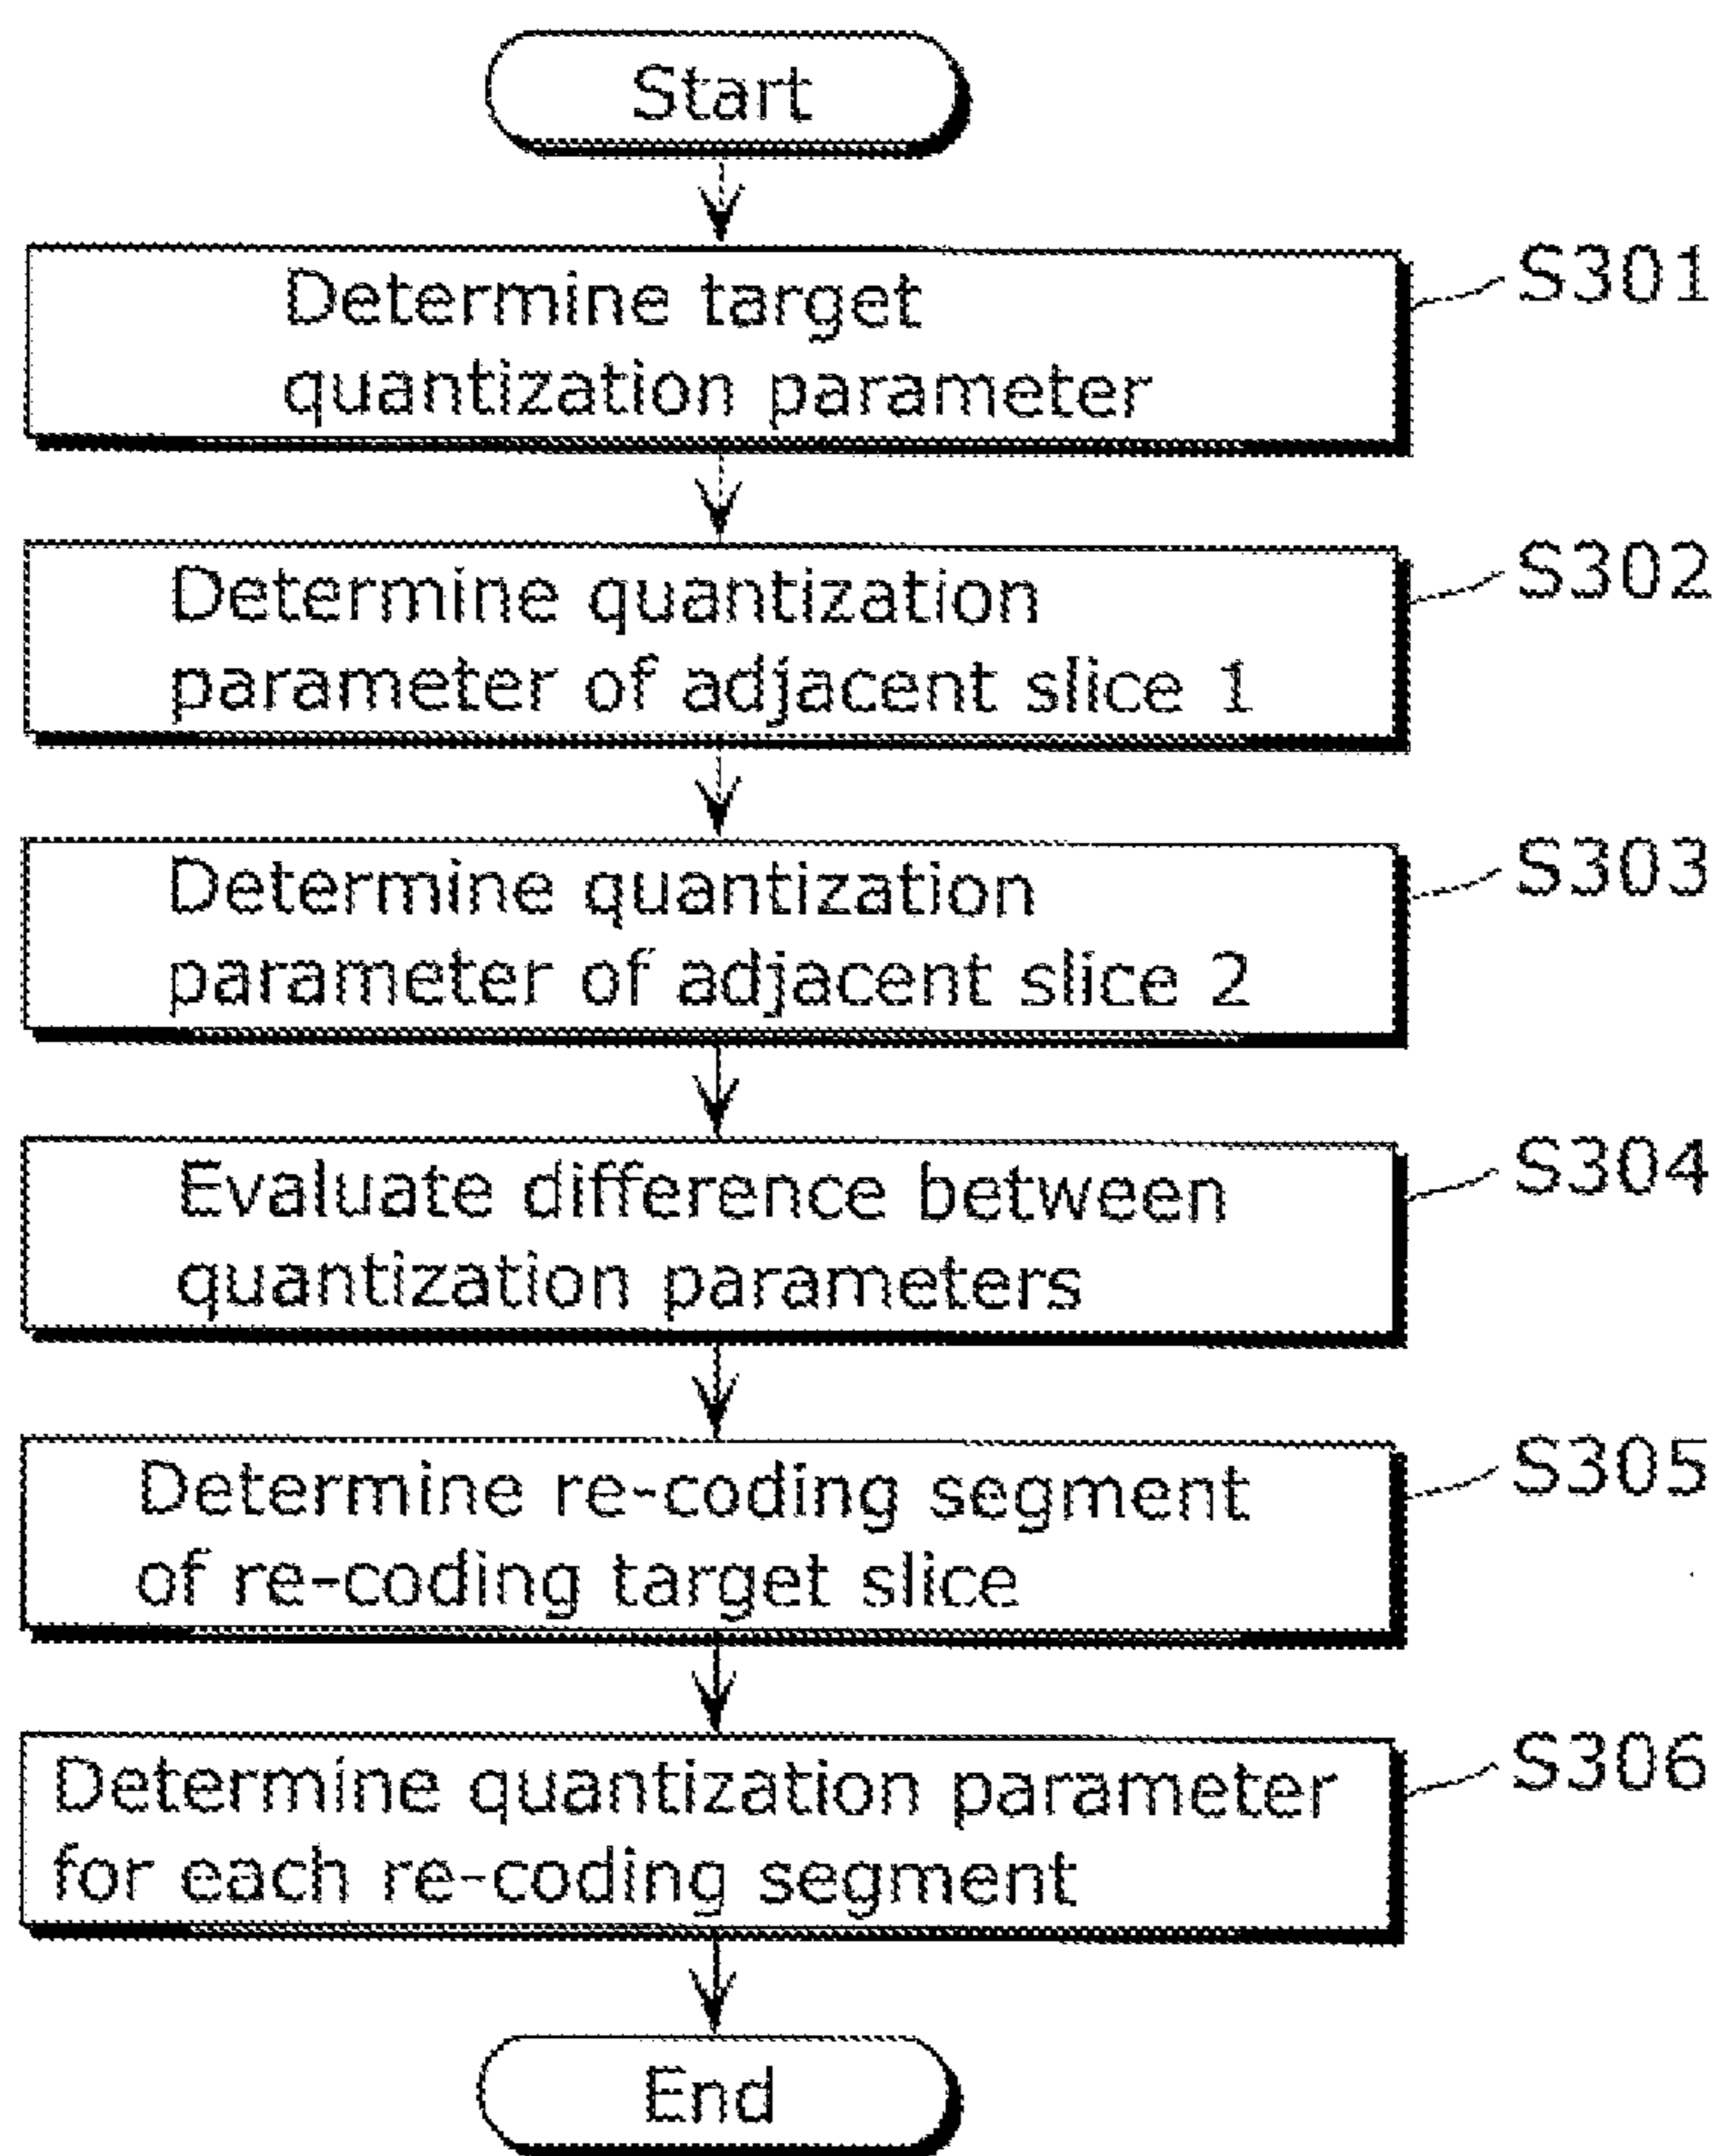 Start
Determine target
quantization parameter
S301
Determine quantization
parameter of adjacent slice 1
S302
Determine quantization
parameter of adjacent slice 2
S303
Evaluate difference between
quantization parameters
S304
Determine re-coding segment
of re-coding target slice
S305
Determine quantization parameter
for each re-coding segment
S306
End